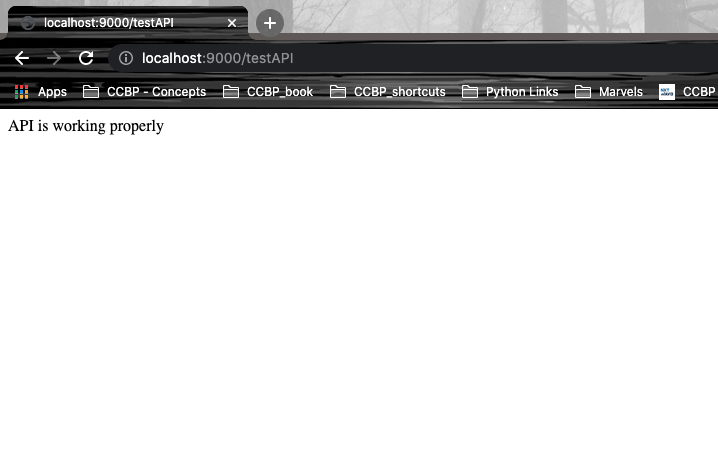 localhost:9000/testAPI
localhost:9000/testAPI
Apps CCBP - Concepts CCBP_book CCBP_shortcuts Python Links Marvels CCBP
API is working properly